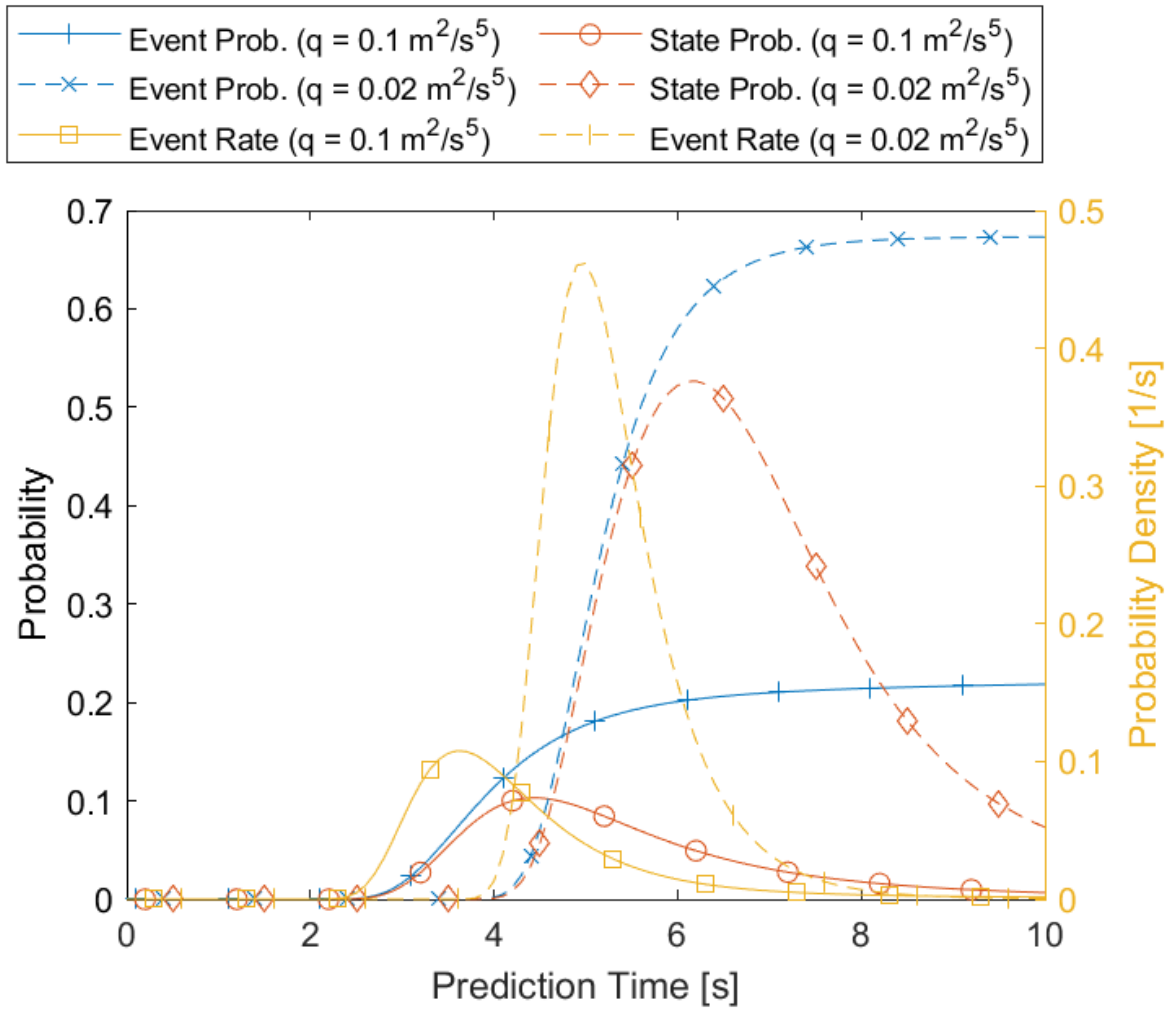 Event Prob. (q = 0.1 m²/s⁵) State Prob. (q = 0.1 m²/s⁵)
Event Prob. (q = 0.02 m²/s⁵) State Prob. (q = 0.02 m²/s⁵)
Event Rate (q = 0.1 m²/s⁵) Event Rate (q = 0.02 m²/s⁵)
0.7 0.5
0.6
0.4
0.5
0.3
0.4
0.3
0.2
0.2
0.1
0.1
0 0
Probability
Probability Density [1/s]
0 2 4 6 8 10
Prediction Time [s]